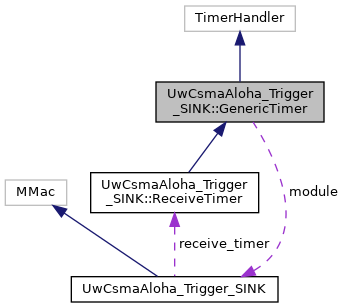 TimerHandler
UwCsmaAloha_Trigger
_SINK::GenericTimer
module
UwCsmaAloha_Trigger
_SINK::ReceiveTimer
MMac
receive_timer
UwCsmaAloha_Trigger_SINK